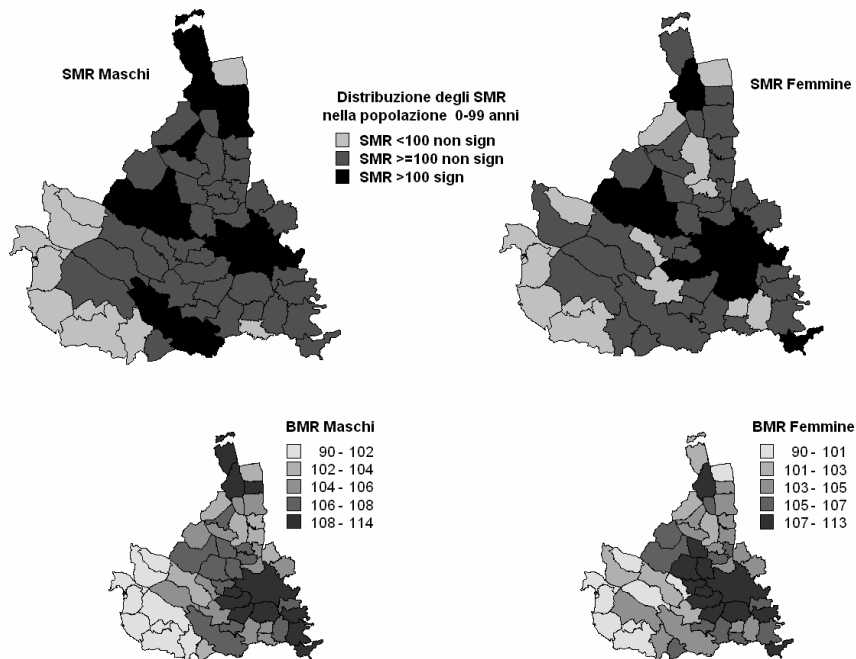 SMR Maschi
SMR Femmine
Distribuzione degli SMR
nella popolazione 0-99 anni
SMR <100 non sign
SMR >=100 non sign
SMR >100 sign
BMR Maschi
90 - 102
102 - 104
104 - 106
106 - 108
108 - 114
BMR Femmine
90 - 101
101 - 103
103 - 105
105 - 107
107 - 113